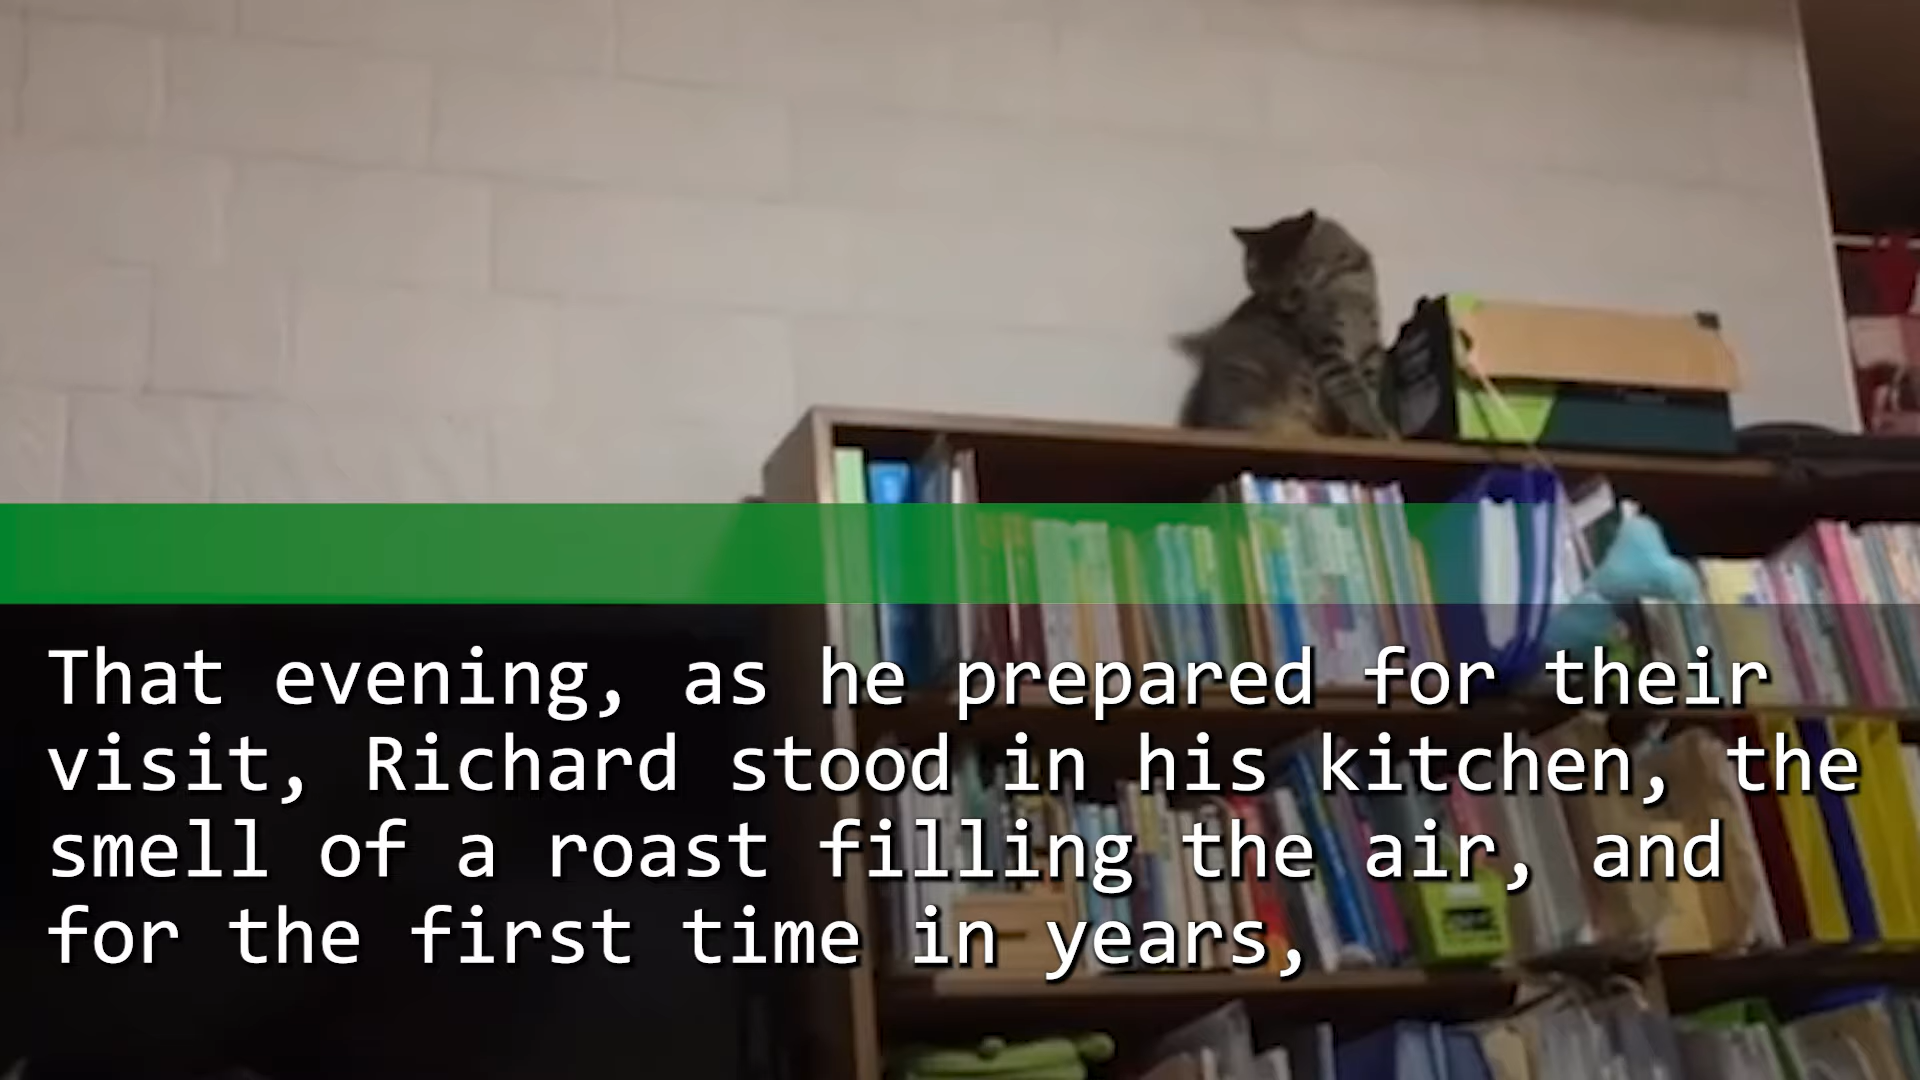 That evening, as he prepared for their
visit, Richard stood in his kitchen, the
smell of a roast filling the air, and
for the first time in years,